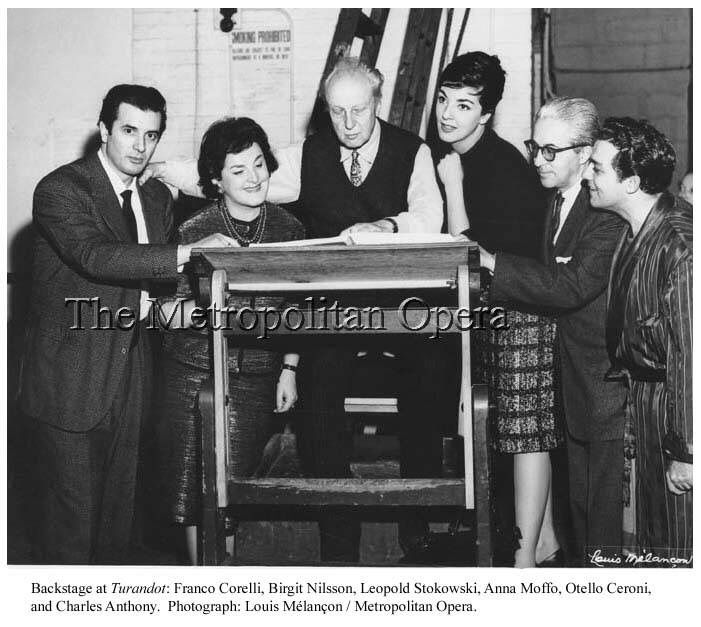 SMOKING PROHIBITED
The Metropolitan Opera
Louis Mélançon
Backstage at Turandot: Franco Corelli, Birgit Nilsson, Leopold Stokowski, Anna Moffo, Otello Ceroni,
and Charles Anthony. Photograph: Louis Mélançon / Metropolitan Opera.